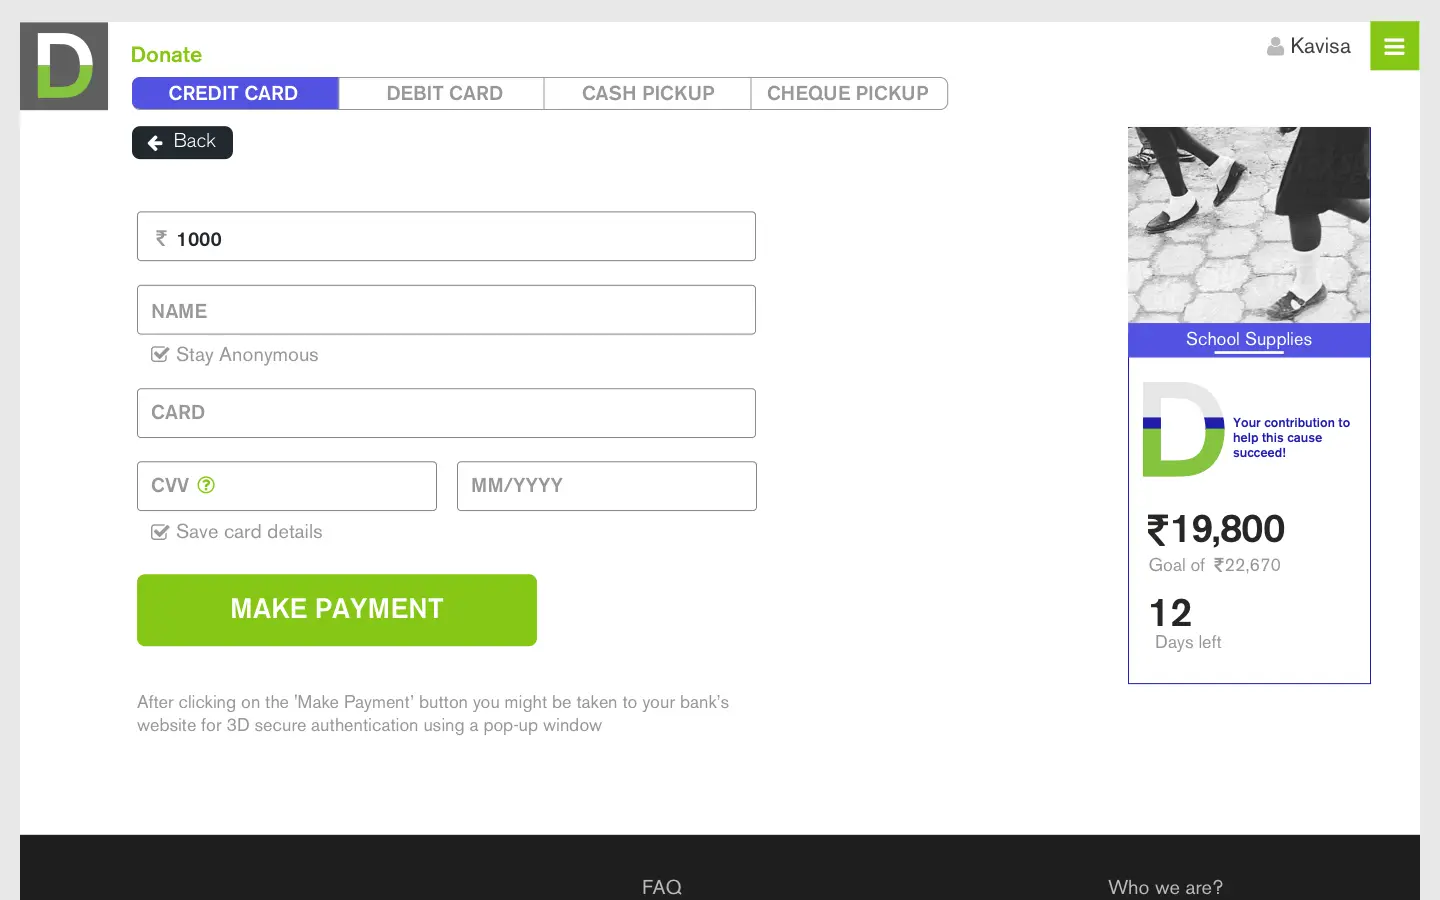 D
Donate
Kavisa
CREDIT CARD
DEBIT CARD
CASH PICKUP
CHEQUE PICKUP
Back
₹ 1000
NAME
Stay Anonymous
CARD
CVV ?
MM/YYYY
Save card details
MAKE PAYMENT
After clicking on the 'Make Payment' button you might be taken to your bank's
website for 3D secure authentication using a pop-up window
School Supplies
D
Your contribution to
help this cause
succeed!
₹19,800
Goal of ₹22,670
12
Days left
FAQ
Who we are?